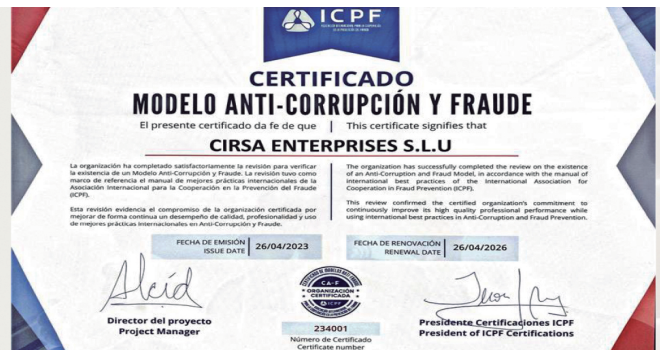 ICPF
CERTIFICADO
MODELO ANTI-CORRUPCIÓN Y FRAUDE
El presente certificado da fe de que | This certificate signifies that
CIRSA ENTERPRISES S.L.U
La organización ha completado satisfactoriamente la revisión para verificar
la existencia de un Modelo Anti-Corrupción y Fraude. La revisión tuvo como
marco de referencia el manual de mejores prácticas internacionales de la
Asociación Internacional para la Cooperación en la Prevención del Fraude
(ICPF).
Esta revisión evidencia el compromiso de la organización certificada por
mejorar de forma continua un desempeño de calidad, profesionalidad y uso
de mejores prácticas internacionales en Anti-Corrupción y Fraude.
The organization has successfully completed the review on the existence
of an Anti-Corruption and Fraud Model, in accordance with the manual of
international best practices of the International Association for
Cooperation in Fraud Prevention (ICPF).
This review confirmed the certified organization's commitment to
continuously improve its high quality professional performance while
using international best practices in Anti-Corruption and Fraud Prevention.
FECHA DE EMISIÓN
ISSUE DATE
26/04/2023
FECHA DE RENOVACIÓN
RENEWAL DATE
26/04/2026
CA-F
ORGANIZACIÓN
CERTIFICADA
ICPF
Director del proyecto
Project Manager
234001
Número de Certificado
Certificate number
Presidente Certificaciones ICPF
President of ICPF Certifications